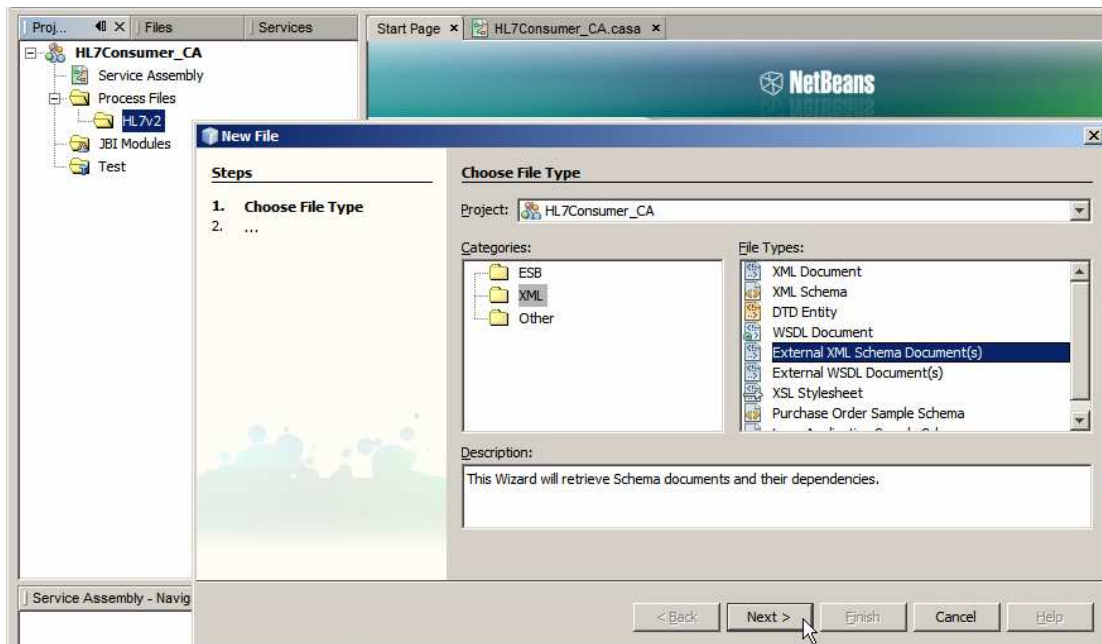 Proj...
Files
Services
Start Page
HL7Consumer_CA.casa
HL7Consumer_CA
Service Assembly
Process Files
HL7v2
JBI Modules
Test
NetBeans
New File
Steps
1. Choose File Type
2. ...
Choose File Type
Project: HL7Consumer_CA
Categories:
ESB
XML
Other
File Types:
XML Document
XML Schema
DTD Entity
WSDL Document
External XML Schema Document(s)
External WSDL Document(s)
XSL Stylesheet
Purchase Order Sample Schema
Description:
This Wizard will retrieve Schema documents and their dependencies.
Service Assembly - Navig
< Back
Next >
Finish
Cancel
Help